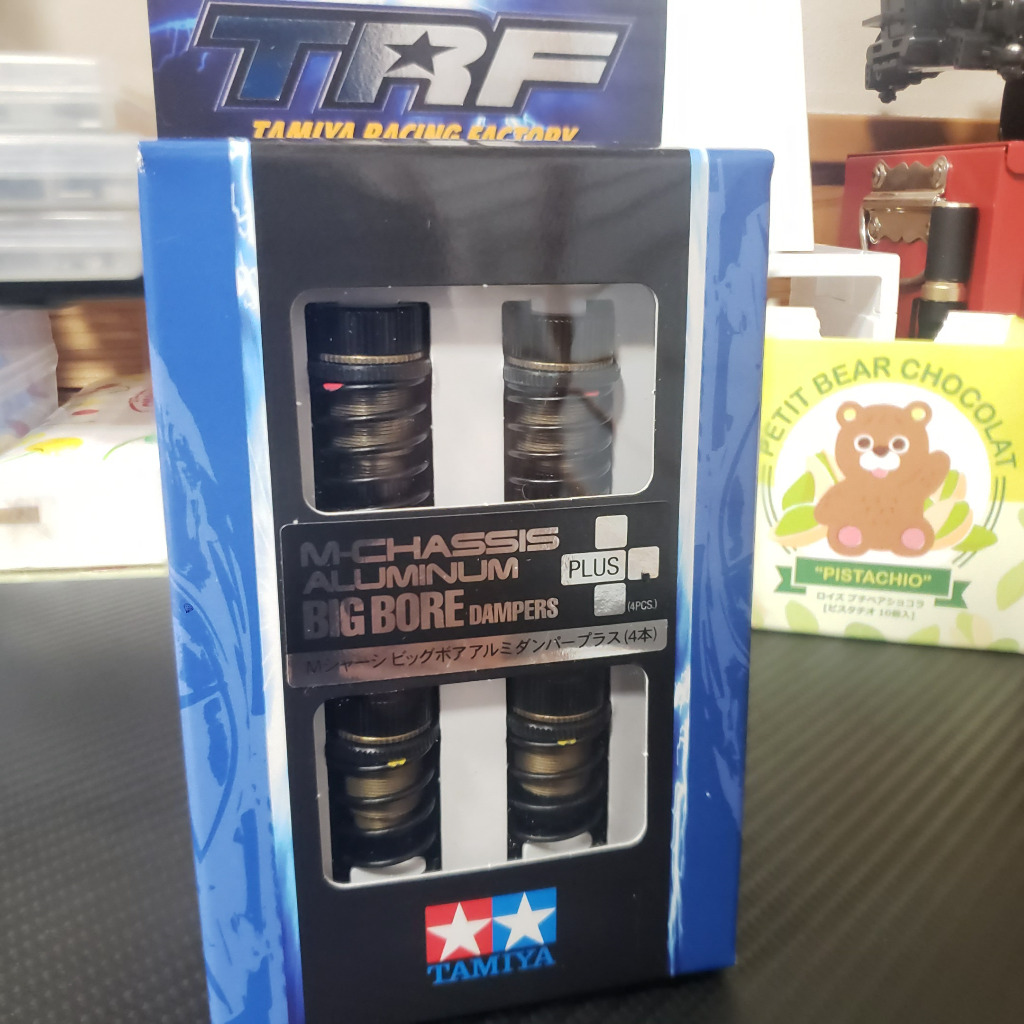 TRF
TAMIYA RACING FACTORY
M-CHASSIS
ALUMINUM
BIG BORE DAMPERS
PLUS
(4PCS.)
Mシャーシ ビッグボア アルミダンパープラス(4本)
TAMIYA
PETIT BEAR CHOCOLAT
"PISTACHIO"
ロイズ プチベアショコラ
[ピスタチオ 16個入]